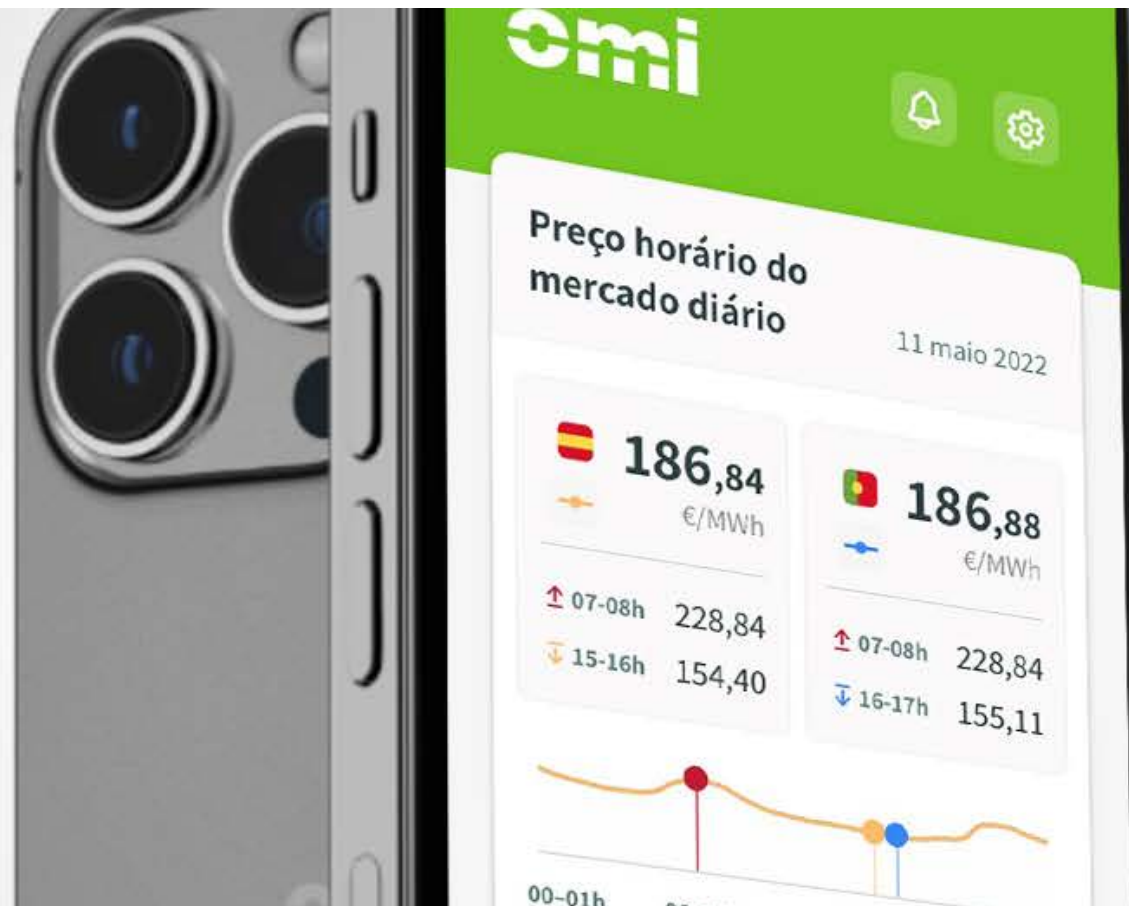 omi
Preço horário do
mercado diário
11 maio 2022
186,84
€/MWh
07-08h 228,84
15-16h 154,40
186,88
€/MWh
07-08h 228,84
16-17h 155,11
00-01h